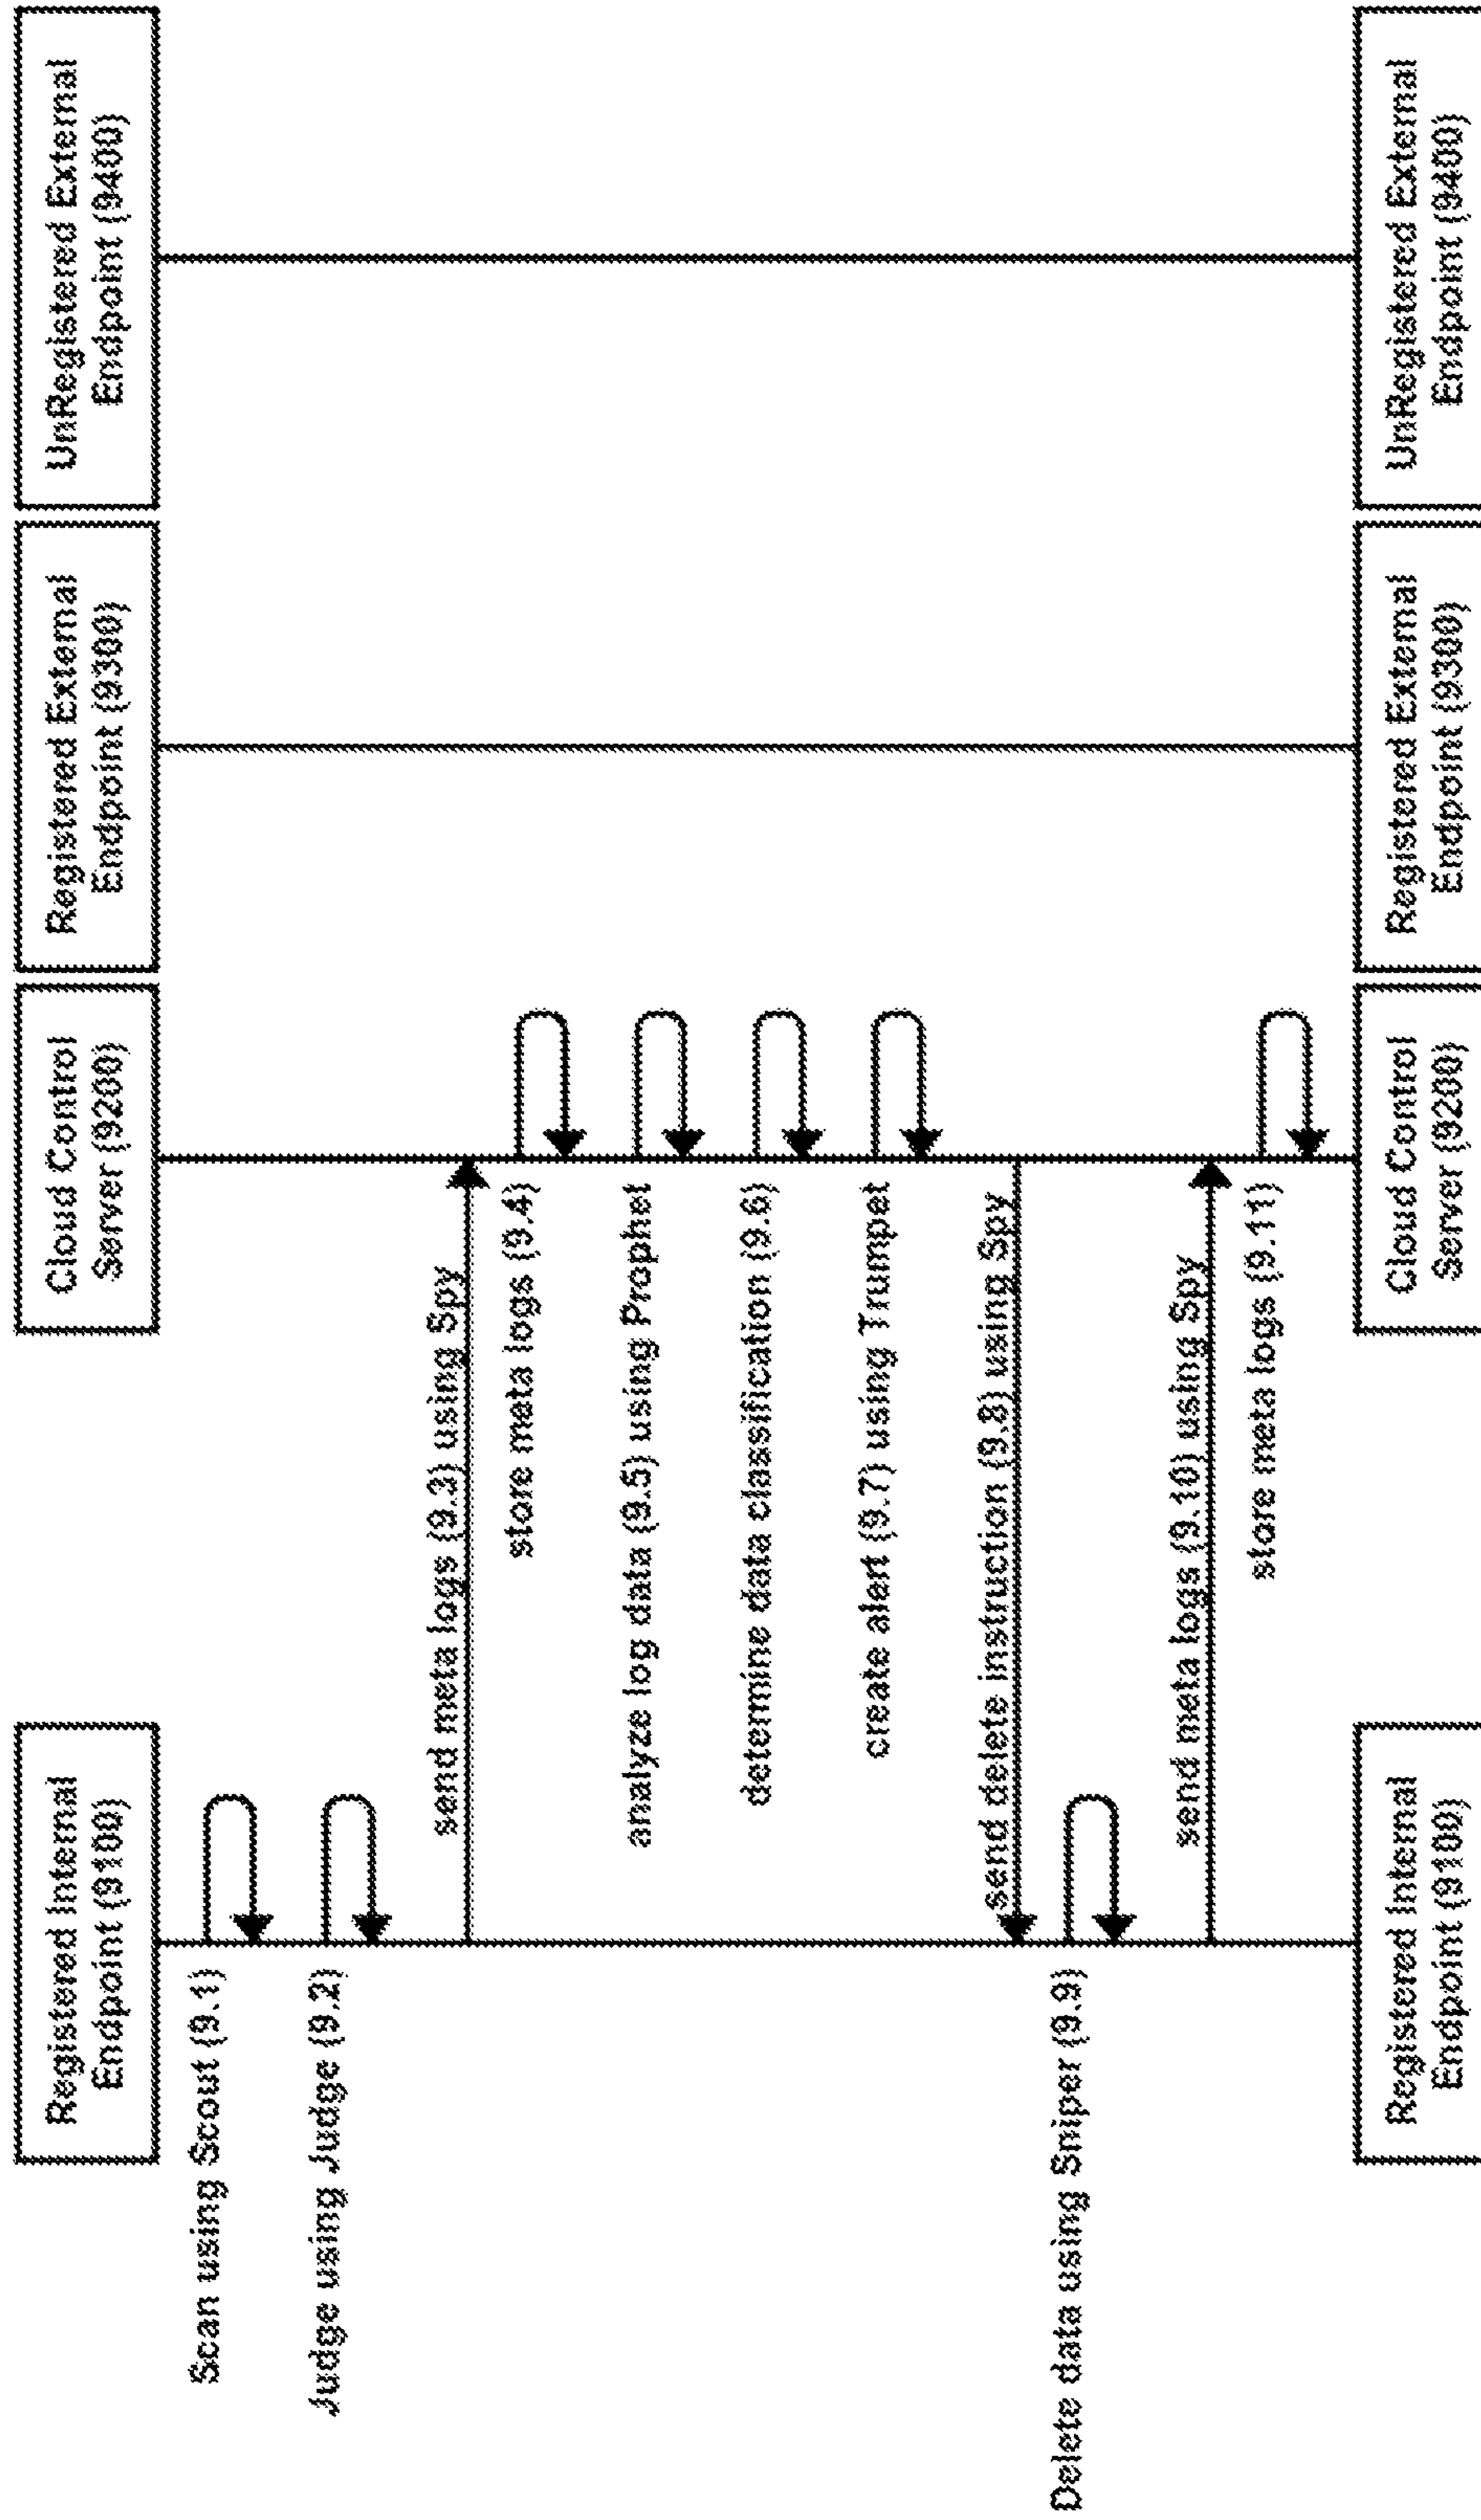 Registered Internal
Endpoint (9100)
Cloud Control
Server (9200)
Registered External
Endpoint (9300)
UnRegistered External
Endpoint (9400)
Scan using Scout (9.1)
Judge using Judge (9.2)
send meta logs (9.3) using Spy
store meta logs (9.4)
analyze log data (9.5) using Prophet
determine data classification (9.6)
create alert (9.7) using Trumpet
send delete instruction (9.8) using Spy
Delete data using Sniper (9.9)
send meta logs (9.10) using Spy
store meta logs (9.11)
Registered Internal
Endpoint (9100)
Cloud Control
Server (9200)
Registered External
Endpoint (9300)
UnRegistered External
Endpoint (9400)